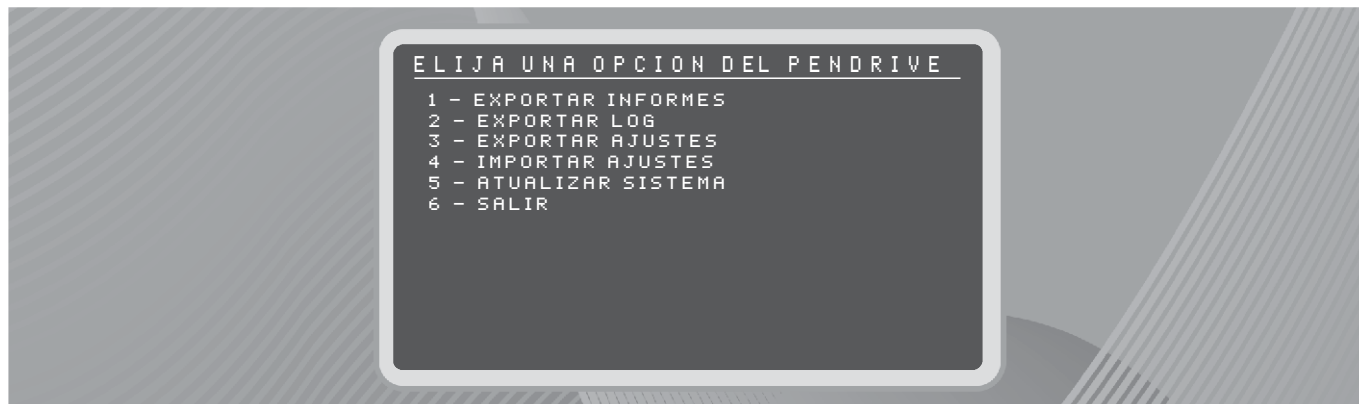 ELIJA UNA OPCION DEL PENDRIVE
1 - EXPORTAR INFORMES
2 - EXPORTAR LOG
3 - EXPORTAR AJUSTES
4 - IMPORTAR AJUSTES
5 - ATUALIZAR SISTEMA
6 - SALIR